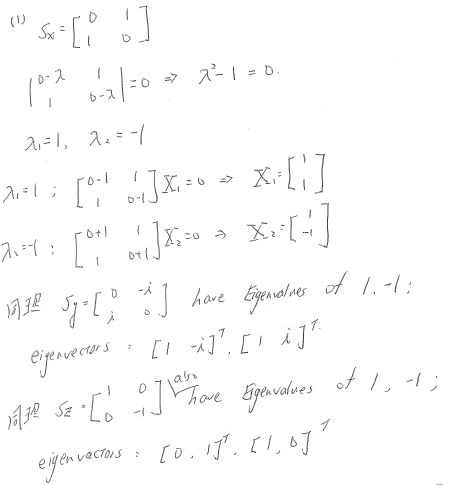 (1) Sx = [0 1; 1 0]
|0-λ 1; 1 0-λ| = 0 => λ²-1 = 0.
λ₁=1, λ₂=-1
λ₁=1 ; [0-1 1; 1 0-1] X₁=0 => X₁=[1; 1]
λ₂=-1 : [0+1 1; 1 0+1] X₂=0 => X₂=[1; -1]
同理 Sy=[0 -i; i 0] have Eigenvalues of 1, -1;
eigenvectors : [1 -i]ᵀ, [1 i]ᵀ.
同理 Sz=[1 0; 0 -1] also have Eigenvalues of 1, -1;
eigenvectors : [0, 1]ᵀ, [1, 0]ᵀ